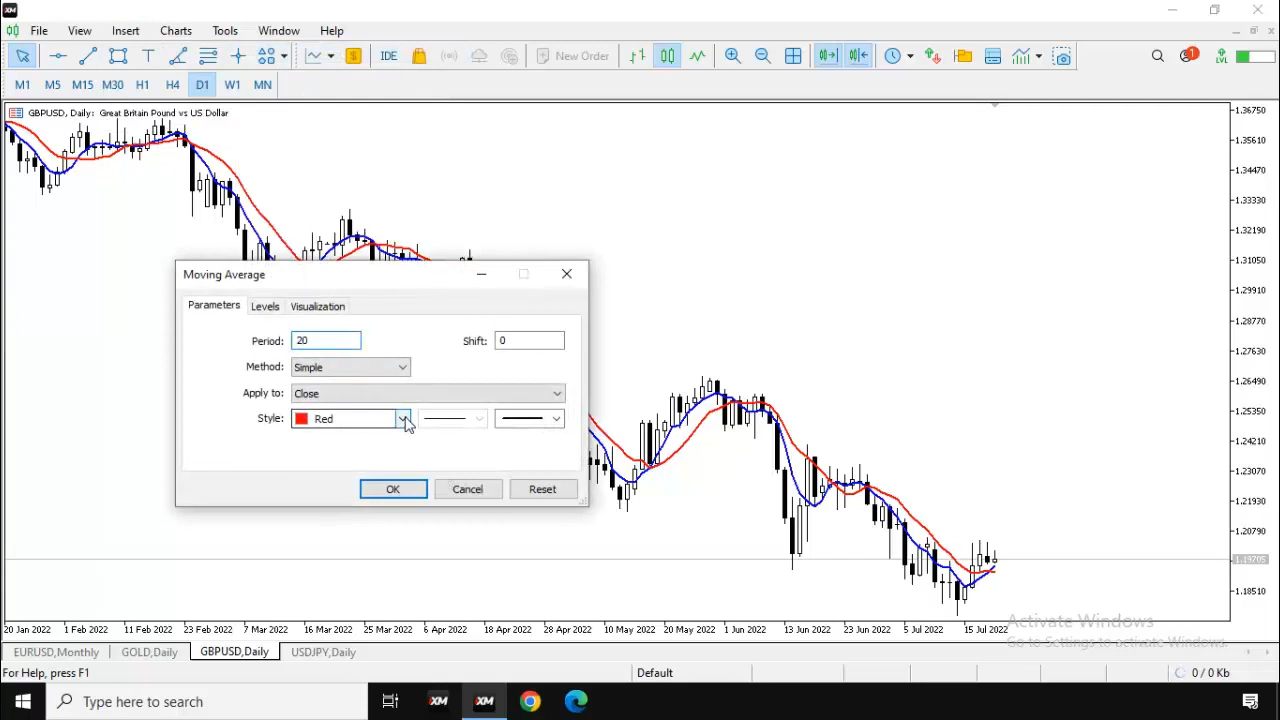 XM
File View Insert Charts Tools Window Help
IDE New Order 1 LVL
M1 M5 M15 M30 H1 H4 D1 W1 MN
GBPUSD, Daily: Great Britain Pound vs US Dollar
1.36750
1.35610
1.34470
1.33330
1.32190
1.31050
1.29910
1.28770
1.27630
1.26490
1.25350
1.24210
1.23070
1.21930
1.20790
1.19205
1.18510
Moving Average
Parameters Levels Visualization
Period: 20 Shift: 0
Method: Simple
Apply to: Close
Style: Red
OK Cancel Reset
Activate Windows
Go to Settings to activate Windows.
20 Jan 2022 1 Feb 2022 11 Feb 2022 23 Feb 2022 7 Mar 2022 16 Mar 2022 25 Mar 2022 6 Apr 2022 18 Apr 2022 28 Apr 2022 10 May 2022 20 May 2022 1 Jun 2022 13 Jun 2022 23 Jun 2022 5 Jul 2022 15 Jul 2022
EURUSD,Monthly GOLD,Daily GBPUSD,Daily USDJPY,Daily
For Help, press F1 Default 0 / 0 Kb
Type here to search XM XM